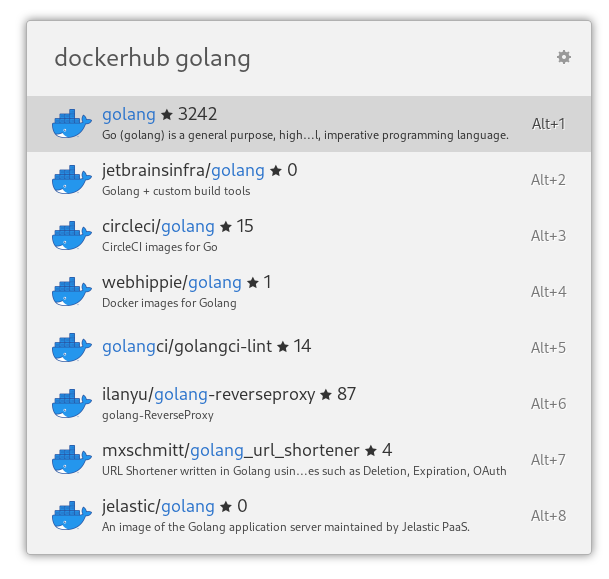 dockerhub golang
golang ★ 3242
Go (golang) is a general purpose, high…l, imperative programming language.
Alt+1
jetbrainsinfra/golang ★ 0
Golang + custom build tools
Alt+2
circleci/golang ★ 15
CircleCI images for Go
Alt+3
webhippie/golang ★ 1
Docker images for Golang
Alt+4
golangci/golangci-lint ★ 14
Alt+5
ilanyu/golang-reverseproxy ★ 87
golang-ReverseProxy
Alt+6
mxschmitt/golang_url_shortener ★ 4
URL Shortener written in Golang usin…es such as Deletion, Expiration, OAuth
Alt+7
jelastic/golang ★ 0
An image of the Golang application server maintained by Jelastic PaaS.
Alt+8